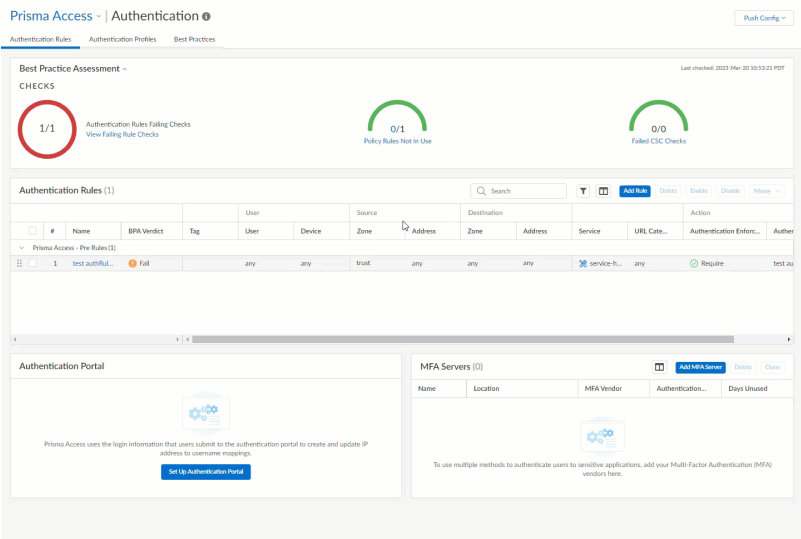 Prisma Access | Authentication
Push Config
Authentication Rules Authentication Profiles Best Practices
Best Practice Assessment
Last checked: 2023-Mar-20 10:53:21 PDT
CHECKS
1/1
Authentication Rules Failing Checks
View Failing Rule Checks
0/1
Policy Rules Not In Use
0/0
Failed CSC Checks
Authentication Rules (1)
Search
Add Rule Delete Enable Disable Move
User Source Destination Action
# Name BPA Verdict Tag User Device Zone Address Zone Address Service URL Cate... Authentication Enforc... Auther
Prisma Access - Pre Rules (1)
1 test authRul... Fail any any trust any any any service-h... any Require test au
Authentication Portal
Prisma Access uses the login information that users submit to the authentication portal to create and update IP
address to username mappings.
Set Up Authentication Portal
MFA Servers (0)
Add MFA Server Delete Clone
Name Location MFA Vendor Authentication... Days Unused
To use multiple methods to authenticate users to sensitive applications, add your Multi-Factor Authentication (MFA)
vendors here.